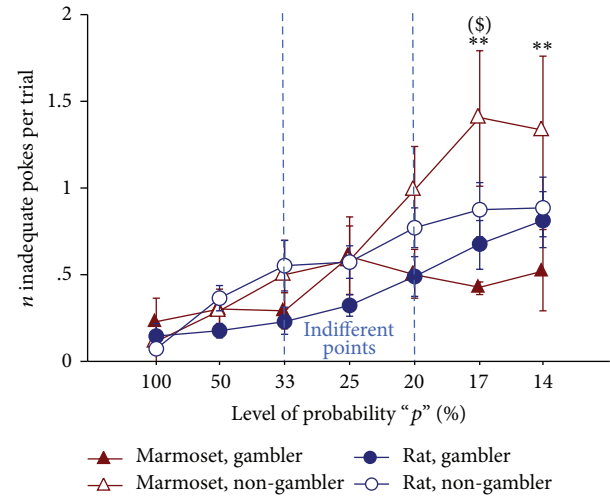 2
1.5
1
.5
0
n inadequate pokes per trial
($)
**
**
Indifferent
points
100 50 33 25 20 17 14
Level of probability “p” (%)
Marmoset, gambler
Rat, gambler
Marmoset, non-gambler
Rat, non-gambler